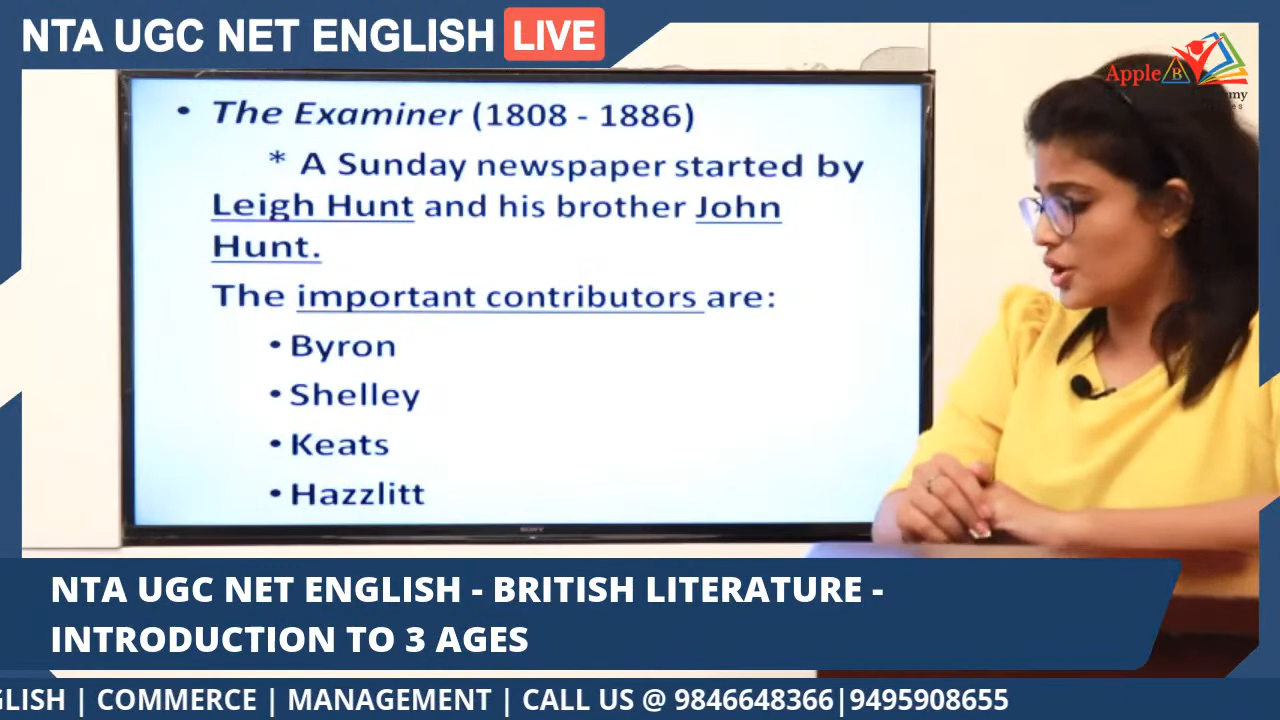 NTA UGC NET ENGLISH LIVE
Apple B
• The Examiner (1808 - 1886)
* A Sunday newspaper started by
Leigh Hunt and his brother John
Hunt.
The important contributors are:
• Byron
• Shelley
• Keats
• Hazzlitt
SONY
NTA UGC NET ENGLISH - BRITISH LITERATURE -
INTRODUCTION TO 3 AGES
GLISH | COMMERCE | MANAGEMENT | CALL US @ 9846648366|9495908655